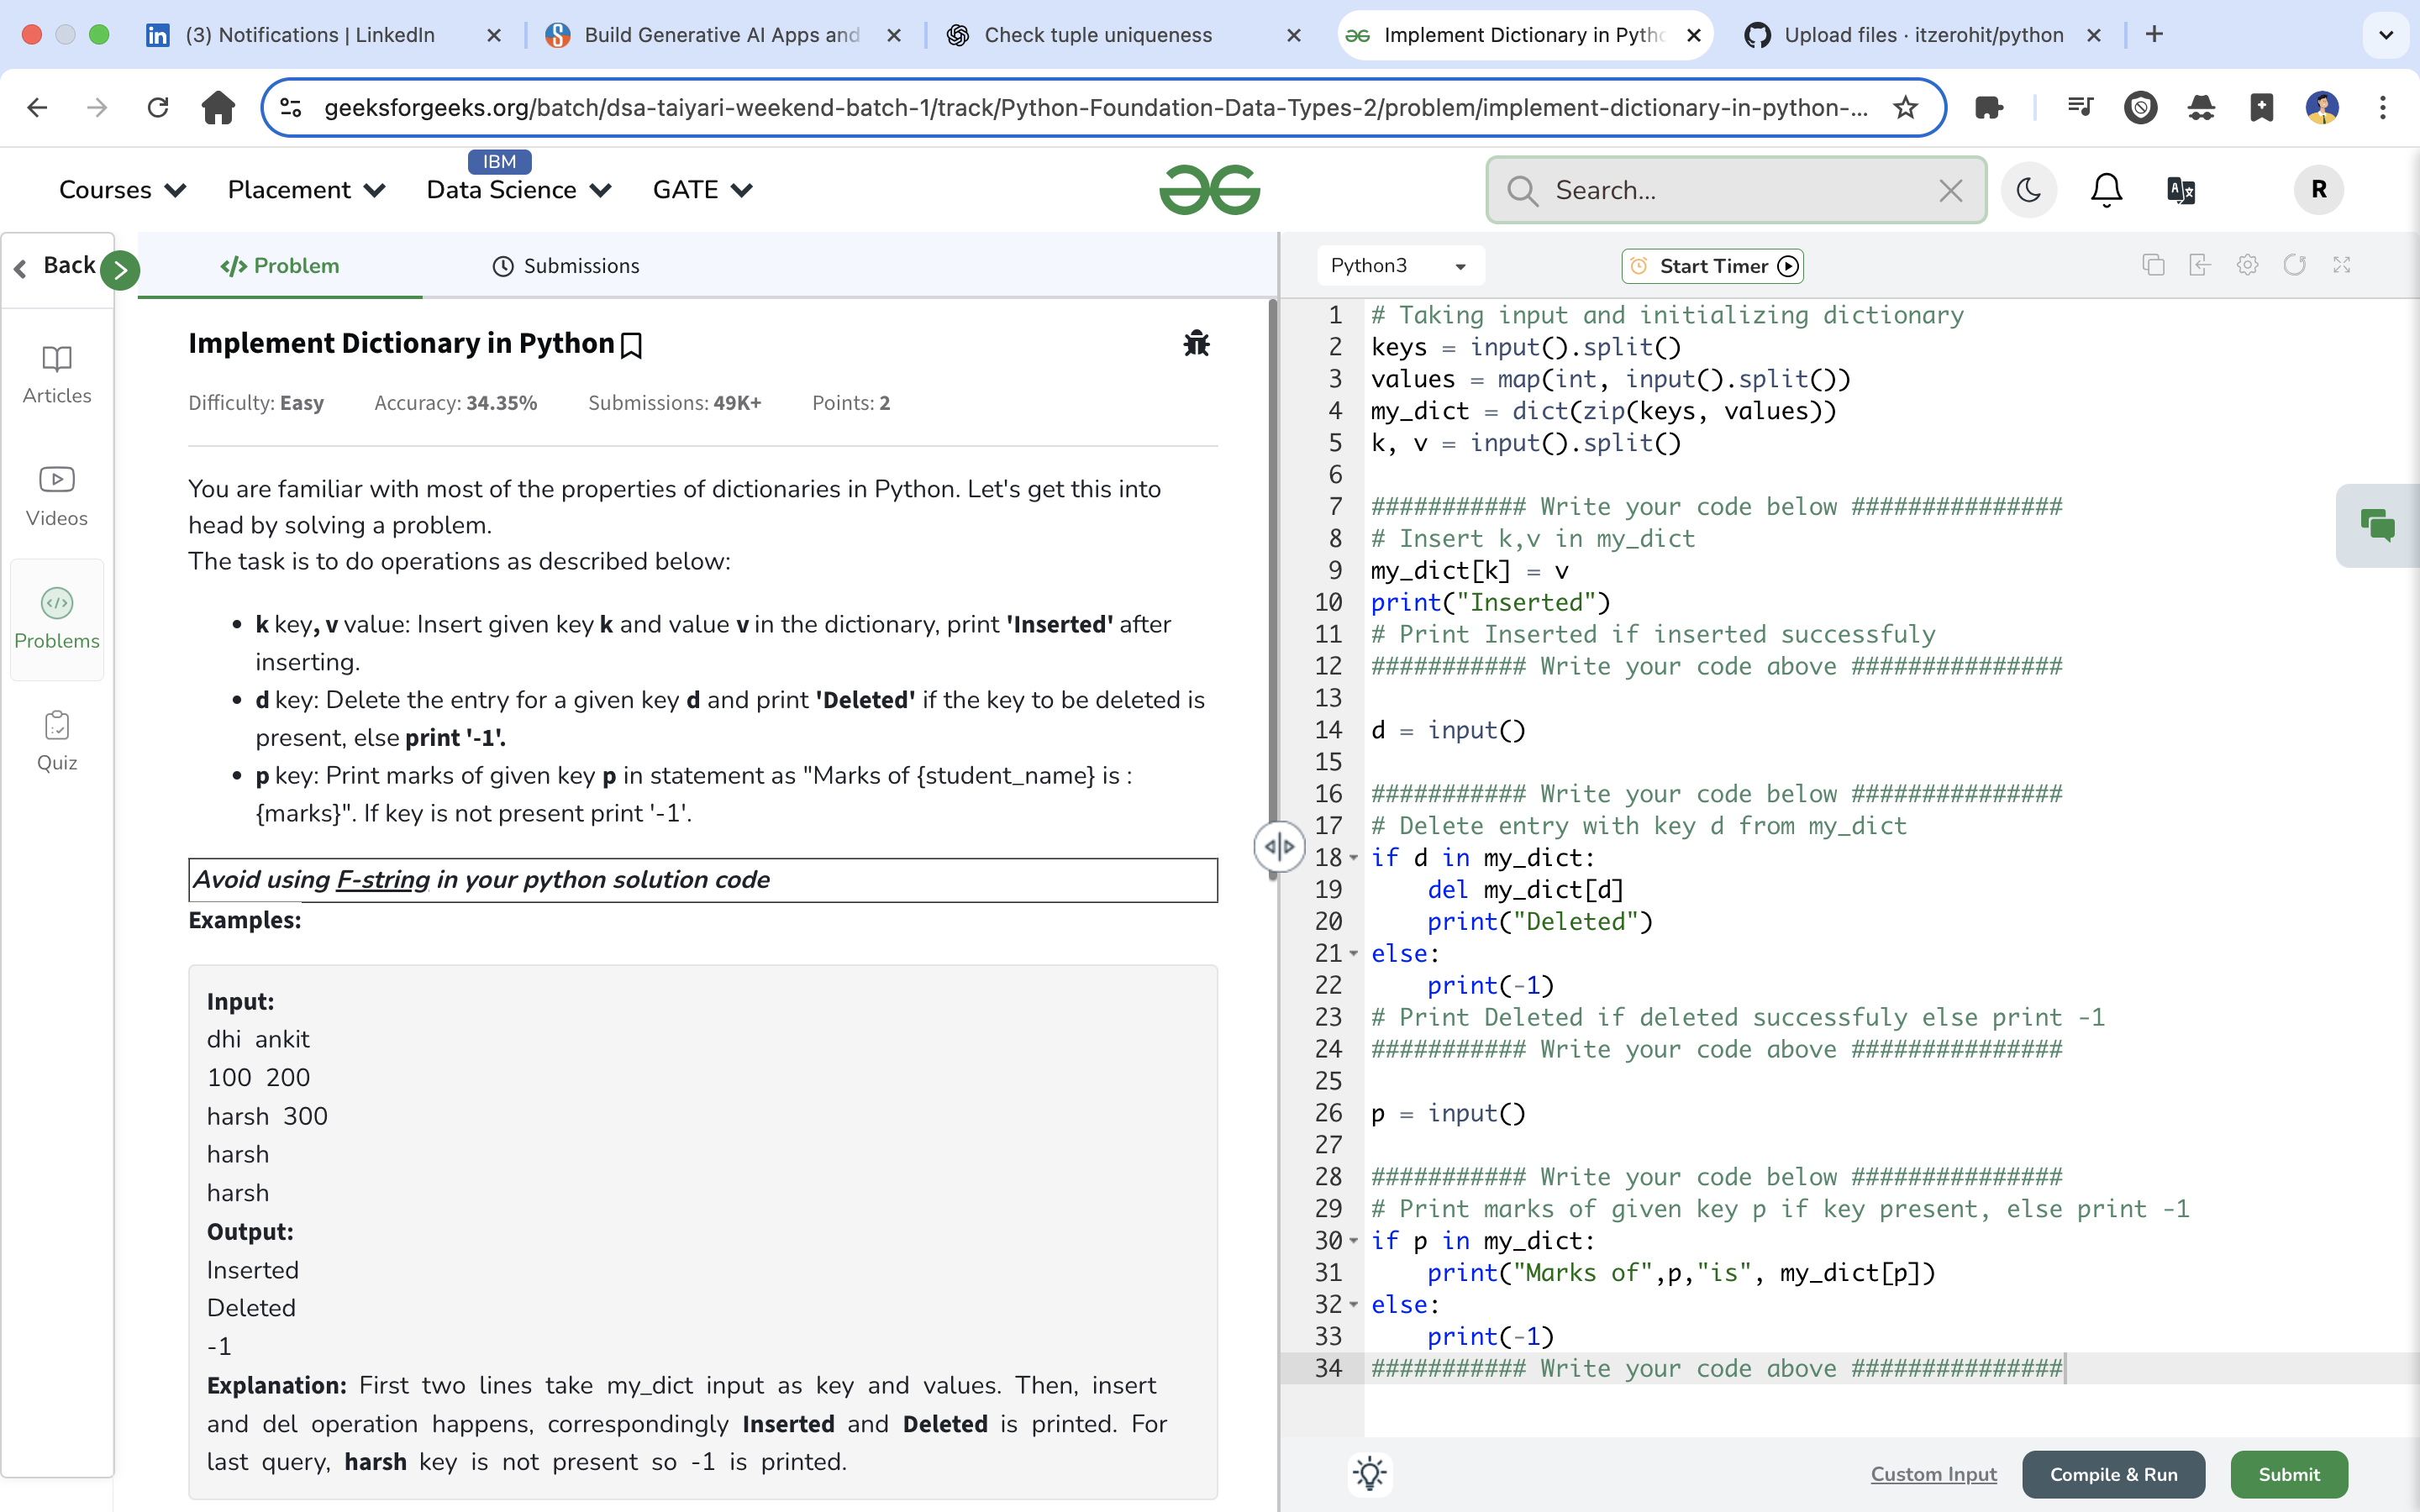 (3) Notifications | LinkedIn
Build Generative AI Apps and
Check tuple uniqueness
Implement Dictionary in Pytho
Upload files · itzerohit/python
geeksforgeeks.org/batch/dsa-taiyari-weekend-batch-1/track/Python-Foundation-Data-Types-2/problem/implement-dictionary-in-python-...
IBM
Courses
Placement
Data Science
GATE
Search...
R
Back
Articles
Videos
Problems
Quiz
</> Problem
Submissions
Implement Dictionary in Python
Difficulty: Easy Accuracy: 34.35% Submissions: 49K+ Points: 2
You are familiar with most of the properties of dictionaries in Python. Let's get this into
head by solving a problem.
The task is to do operations as described below:
• k key, v value: Insert given key k and value v in the dictionary, print 'Inserted' after
inserting.
• d key: Delete the entry for a given key d and print 'Deleted' if the key to be deleted is
present, else print '-1'.
• p key: Print marks of given key p in statement as "Marks of {student_name} is :
{marks}". If key is not present print '-1'.
Avoid using F-string in your python solution code
Examples:
Input:
dhi ankit
100 200
harsh 300
harsh
harsh
Output:
Inserted
Deleted
-1
Explanation: First two lines take my_dict input as key and values. Then, insert
and del operation happens, correspondingly Inserted and Deleted is printed. For
last query, harsh key is not present so -1 is printed.
Python3
Start Timer
1 # Taking input and initializing dictionary
2 keys = input().split()
3 values = map(int, input().split())
4 my_dict = dict(zip(keys, values))
5 k, v = input().split()
6
7 ########### Write your code below ###############
8 # Insert k,v in my_dict
9 my_dict[k] = v
10 print("Inserted")
11 # Print Inserted if inserted successfuly
12 ########### Write your code above ###############
13
14 d = input()
15
16 ########### Write your code below ###############
17 # Delete entry with key d from my_dict
18 if d in my_dict:
19     del my_dict[d]
20     print("Deleted")
21 else:
22     print(-1)
23 # Print Deleted if deleted successfuly else print -1
24 ########### Write your code above ###############
25
26 p = input()
27
28 ########### Write your code below ###############
29 # Print marks of given key p if key present, else print -1
30 if p in my_dict:
31     print("Marks of",p,"is", my_dict[p])
32 else:
33     print(-1)
34 ########### Write your code above ###############
Custom Input
Compile & Run
Submit